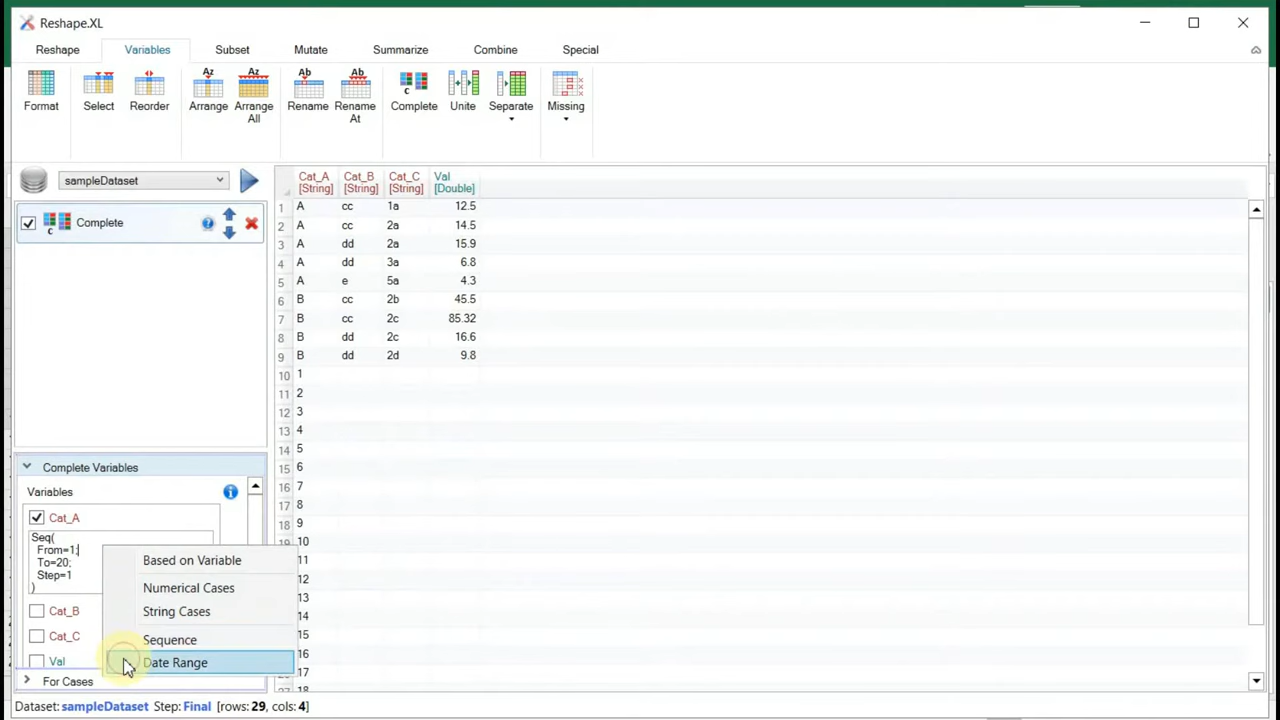 Reshape.XL
Reshape Variables Subset Mutate Summarize Combine Special
Format Select Reorder Arrange Arrange All Rename Rename At Complete Unite Separate Missing
sampleDataset
Complete
Cat_A [String] Cat_B [String] Cat_C [String] Val [Double]
1 A cc 1a 12.5
2 A cc 2a 14.5
3 A dd 2a 15.9
4 A dd 3a 6.8
5 A e 5a 4.3
6 B cc 2b 45.5
7 B cc 2c 85.32
8 B dd 2c 16.6
9 B dd 2d 9.8
10 1
11 2
12 3
13 4
14 5
15 6
16 7
17 8
18 9
19 10
20 11
21 12
22 13
23 14
24 15
25 16
26 17
27 18
Complete Variables
Variables
Cat_A
Seq(
From=1;
To=20;
Step=1
)
Cat_B
Cat_C
Val
For Cases
Based on Variable
Numerical Cases
String Cases
Sequence
Date Range
Dataset: sampleDataset Step: Final [rows: 29, cols: 4]